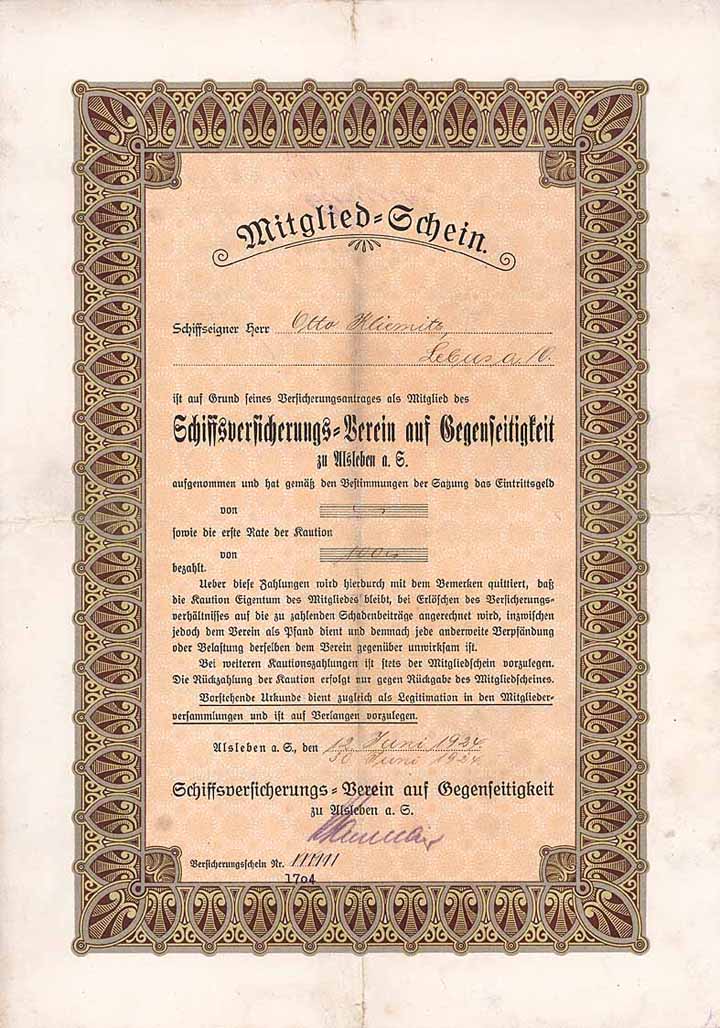 Mitglied-Schein.
Schiffseigner Herr Otto Kliemitz,
Lebus a. O.
ist auf Grund seines Versicherungsantrages als Mitglied des
Schiffsversicherungs-Verein auf Gegenseitigkeit
zu Alsleben a. S.
aufgenommen und hat gemäß den Bestimmungen der Satzung das Eintrittsgeld
von
sowie die erste Rate der Kaution
von
bezahlt.
Ueber diese Zahlungen wird hierdurch mit dem Bemerken quittiert, daß
die Kaution Eigentum des Mitgliedes bleibt, bei Erlöschen des Versicherungs-
verhältnisses auf die zu zahlenden Schadenbeiträge angerechnet wird, inzwischen
jedoch dem Verein als Pfand dient und demnach jede anderweite Verpfändung
oder Belastung derselben dem Verein gegenüber unwirksam ist.
Bei weiteren Kautionszahlungen ist stets der Mitgliedschein vorzulegen.
Die Rückzahlung der Kaution erfolgt nur gegen Rückgabe des Mitgliedscheines.
Vorstehende Urkunde dient zugleich als Legitimation in den Mitglieder-
versammlungen und ist auf Verlangen vorzulegen.
Alsleben a. S., den 12 Juni 1924
30 Juni 1924.
Schiffsversicherungs-Verein auf Gegenseitigkeit
zu Alsleben a. S.
Versicherungsschein Nr.
1704